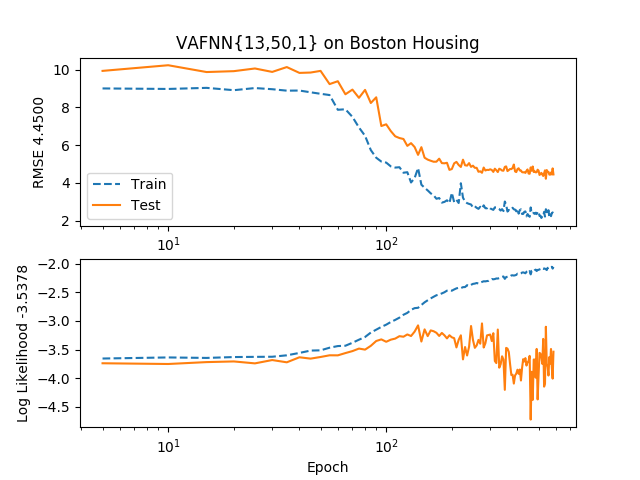 VAFNN{13,50,1} on Boston Housing
RMSE 4.4500
10
8
6
4
2
Train
Test
10¹
10²
Log Likelihood -3.5378
−2.0
−2.5
−3.0
−3.5
−4.0
−4.5
10¹
10²
Epoch